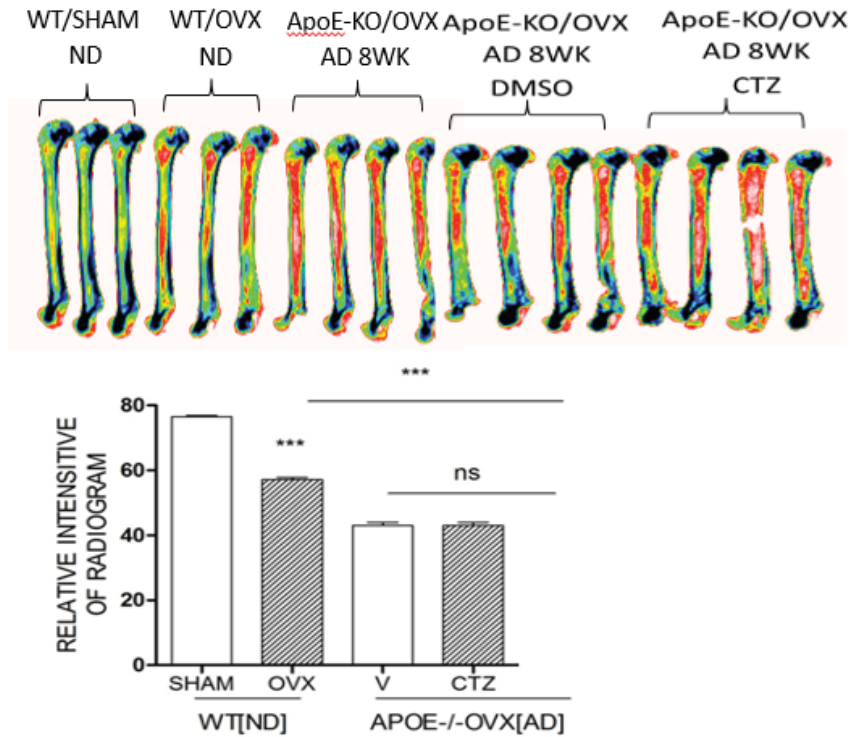 WT/SHAM
ND
WT/OVX
ND
ApoE-KO/OVX
AD 8WK
ApoE-KO/OVX
AD 8WK
DMSO
ApoE-KO/OVX
AD 8WK
CTZ
***
RELATIVE INTENSITIVE
OF RADIOGRAM
80
60
40
20
0
***
ns
SHAM OVX V CTZ
WT[ND] APOE-/-OVX[AD]